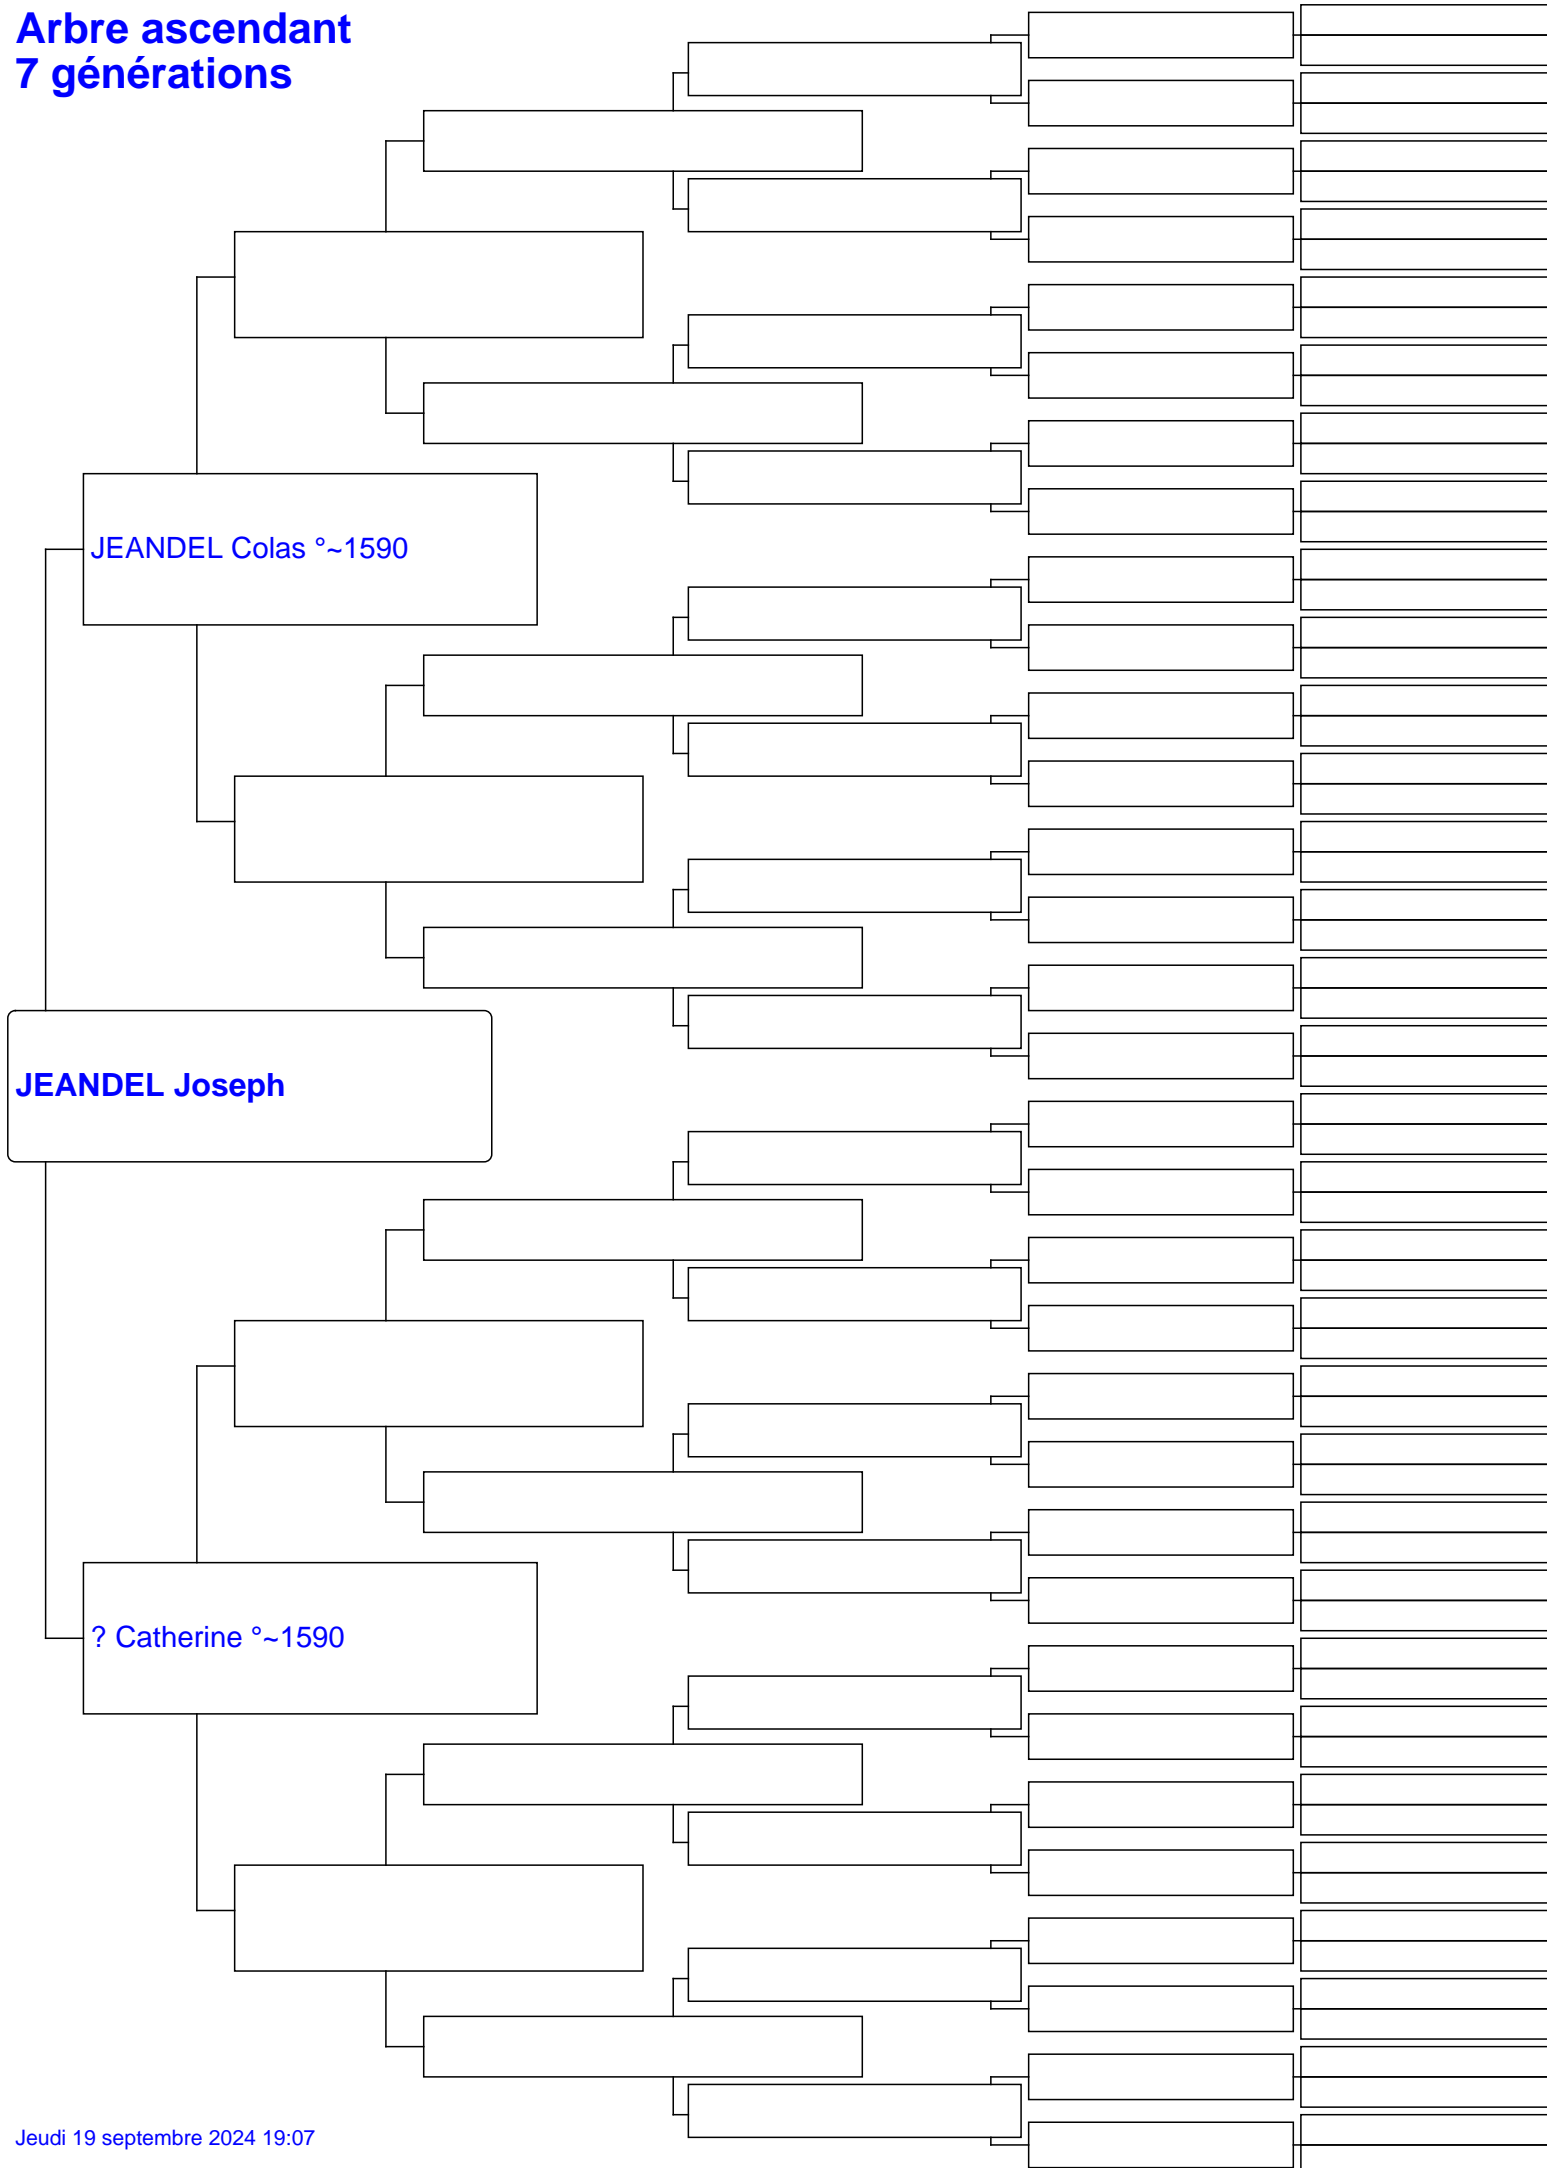 Arbre ascendant
7 générations
JEANDEL Colas °~1590
JEANDEL Joseph
? Catherine °~1590
Jeudi 19 septembre 2024 19:07